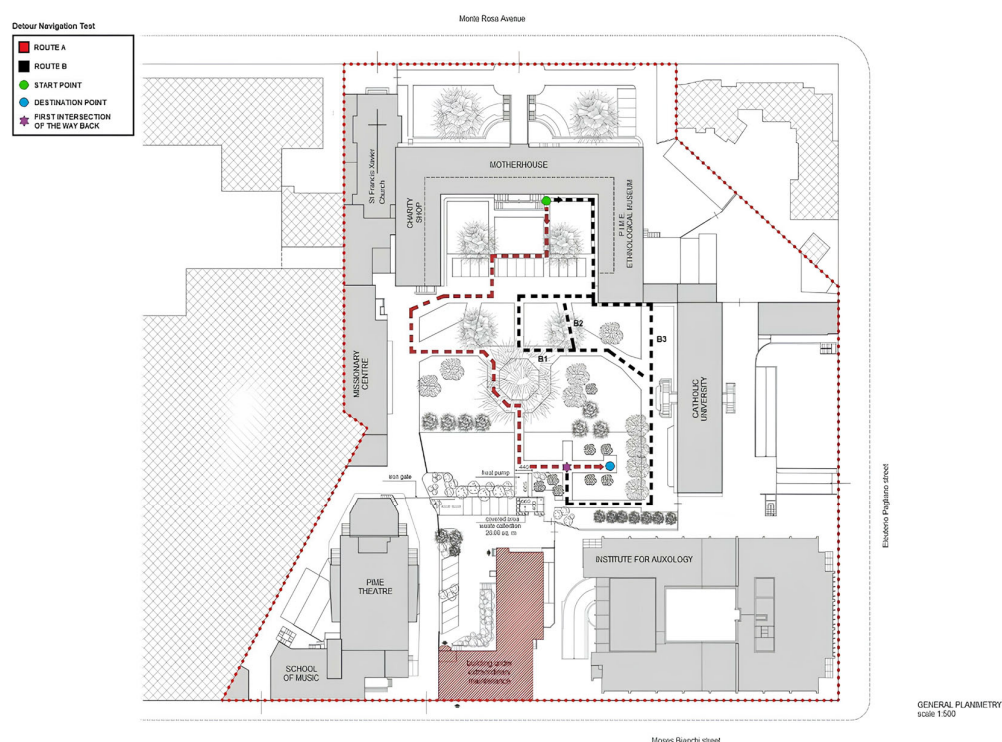 Monte Rosa Avenue
Detour Navigation Test
ROUTE A
ROUTE B
START POINT
DESTINATION POINT
FIRST INTERSECTION
OF THE WAY BACK
St Francis Xavier
Church
MOTHERHOUSE
CHARITY
SHOP
P.I.M.E.
ETHNOLOGICAL MUSEUM
B2
B3
B1
MISSIONARY
CENTRE
CATHOLIC
UNIVERSITY
heat pump
iron gate
covered area
waste collection
20.00 sq. m
Eleuterio Pagliano street
INSTITUTE FOR AUXOLOGY
PIME
THEATRE
building under
extraordinary
maintenance
SCHOOL
OF MUSIC
GENERAL PLANIMETRY
scale 1:500
Moses Bianchi street